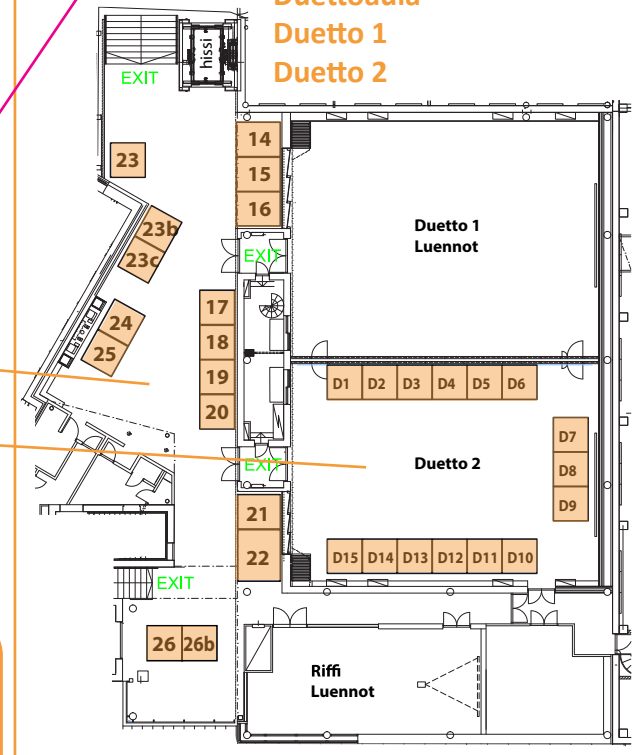 Duetto 1
Duetto 2
hissi
EXIT
14
23
15
16
23b
23c
Duetto 1
Luennot
EXIT
17
24
18
25
19
20
D1 D2 D3 D4 D5 D6
D7
D8
D9
Duetto 2
EXIT
21
22
D15 D14 D13 D12 D11 D10
EXIT
26 26b
Riffi
Luennot